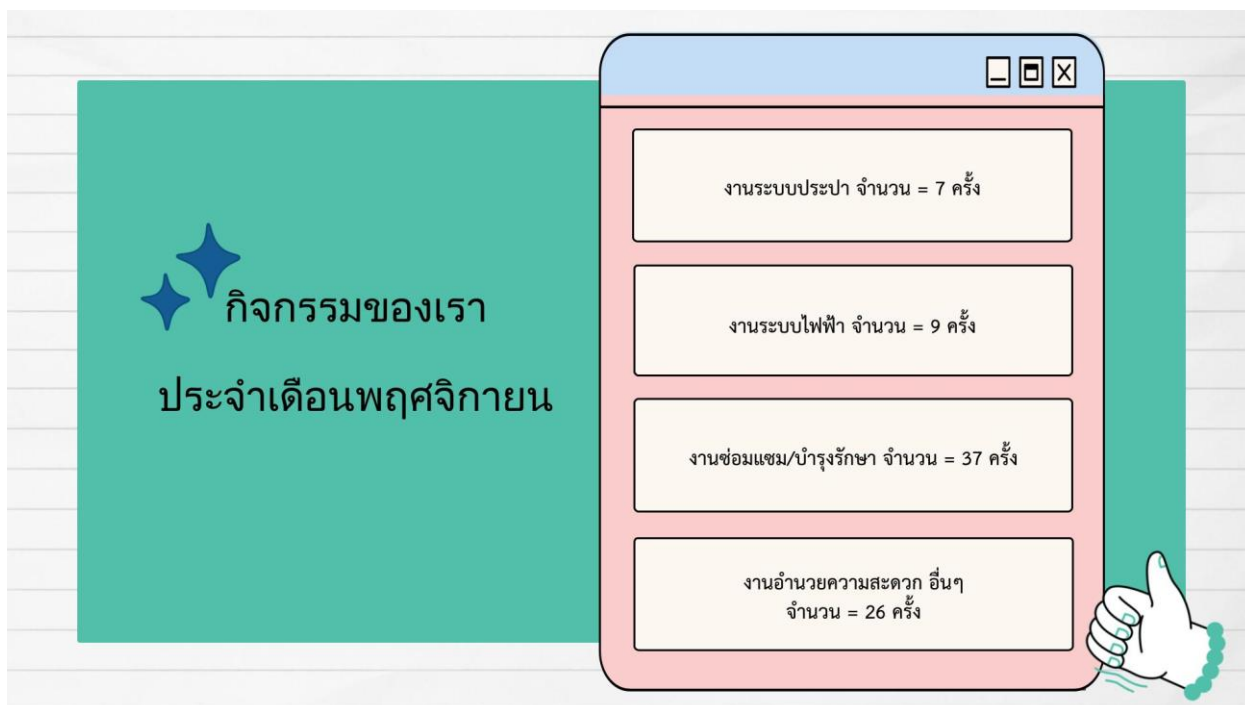 กิจกรรมของเรา
ประจำเดือนพฤศจิกายน
งานระบบประปา จำนวน = 7 ครั้ง
งานระบบไฟฟ้า จำนวน = 9 ครั้ง
งานซ่อมแซม/บำรุงรักษา จำนวน = 37 ครั้ง
งานอำนวยความสะดวก อื่นๆ
จำนวน = 26 ครั้ง